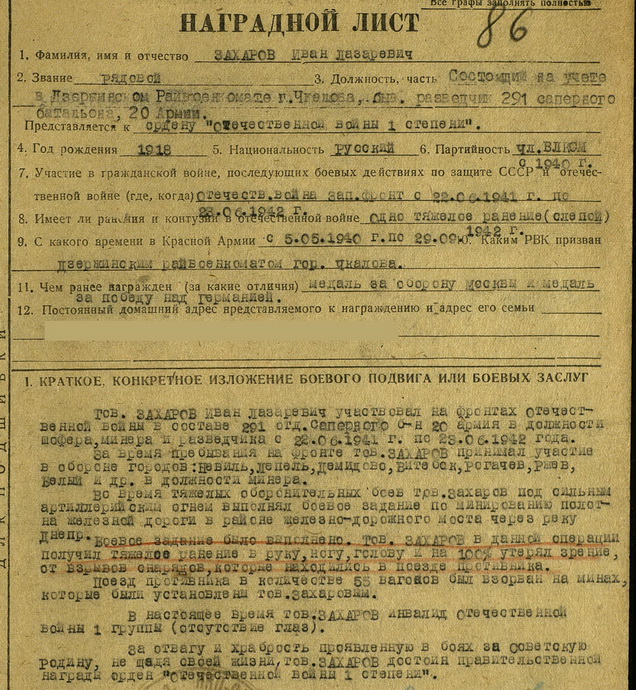 Все графы заполнять полностью
86
НАГРАДНОЙ ЛИСТ
1. Фамилия, имя и отчество ЗАХАРОВ Иван Лазаревич
2. Звание рядовой 3. Должность, часть Состоящий на учете
в Дзержинском Райвоенкомате г.Чкалова, быв. разведчик 291 саперного
батальона, 20 Армии.
Представляется к ордену "Отечественной войны 1 степени".
4. Год рождения 1918 5. Национальность русский 6. Партийность чл.ВЛКСМ
с 1940 г.
7. Участие в гражданской войне, последующих боевых действиях по защите СССР и отечес-
твенной войне (где, когда) отечеств.война зап.фронт с 22.06.1941 г. по
23.06.1942 г.
8. Имеет ли ранения и контузии в отечественной войне одно тяжелое ранение(слепой)
9. С какого времени в Красной Армии с 5.05.1940 г.по 29.09. 1942 г. Каким РВК призван
дзержинским райвоенкоматом гор. чкалова.
11. Чем ранее награжден (за какие отличия) медаль за оборону москвы и медаль
за победу над германией.
12. Постоянный домашний адрес представляемого к награждению и адрес его семьи
1. КРАТКОЕ, КОНКРЕТНОЕ ИЗЛОЖЕНИЕ БОЕВОГО ПОДВИГА ИЛИ БОЕВЫХ ЗАСЛУГ
Тов. ЗАХАРОВ Иван Лазаревич участвовал на фронтах Отечест-
венной войны в составе 291 отд.Саперного б-н 20 армия в должности
шофера,минера и разведчика с 22.06.1941 г. по 23.06.1942 года.
За время пребывания на фронте тов.ЗАХАРОВ принимал участие
в обороне городов:Невиль,Лепель,Демидово,Витебск,Рогачев,Ржев,
Белый и др. в должности минера.
Во время тяжелых оборонительных боев тов.Захаров под сильным
артиллерийским огнем выполнял боевое задание по минированию полот-
на железной дороги в районе железно-дорожного моста через реку
Днепр. Боевое задание было выполнено. Тов. ЗАХАРОВ в данной операции
получил тяжелое ранение в руку,ногу,голову и на 100% утерял зрение,
от взрывов снарядов,которые находились в поезде противника.
Поезд противника в количестве 55 вагонов был взорван на минах,
которые были установлены тов.Захаровым.
В настоящее время тов.ЗАХАРОВ инвалид Отечественной
войны 1 группы (отсутствие глаз).
За отвагу и храбрость проявленную в боях за советскую
родину, не щадя своей жизни,тов.ЗАХАРОВ достоин правительственной
награды орден "Отечественной войны 1 степени".